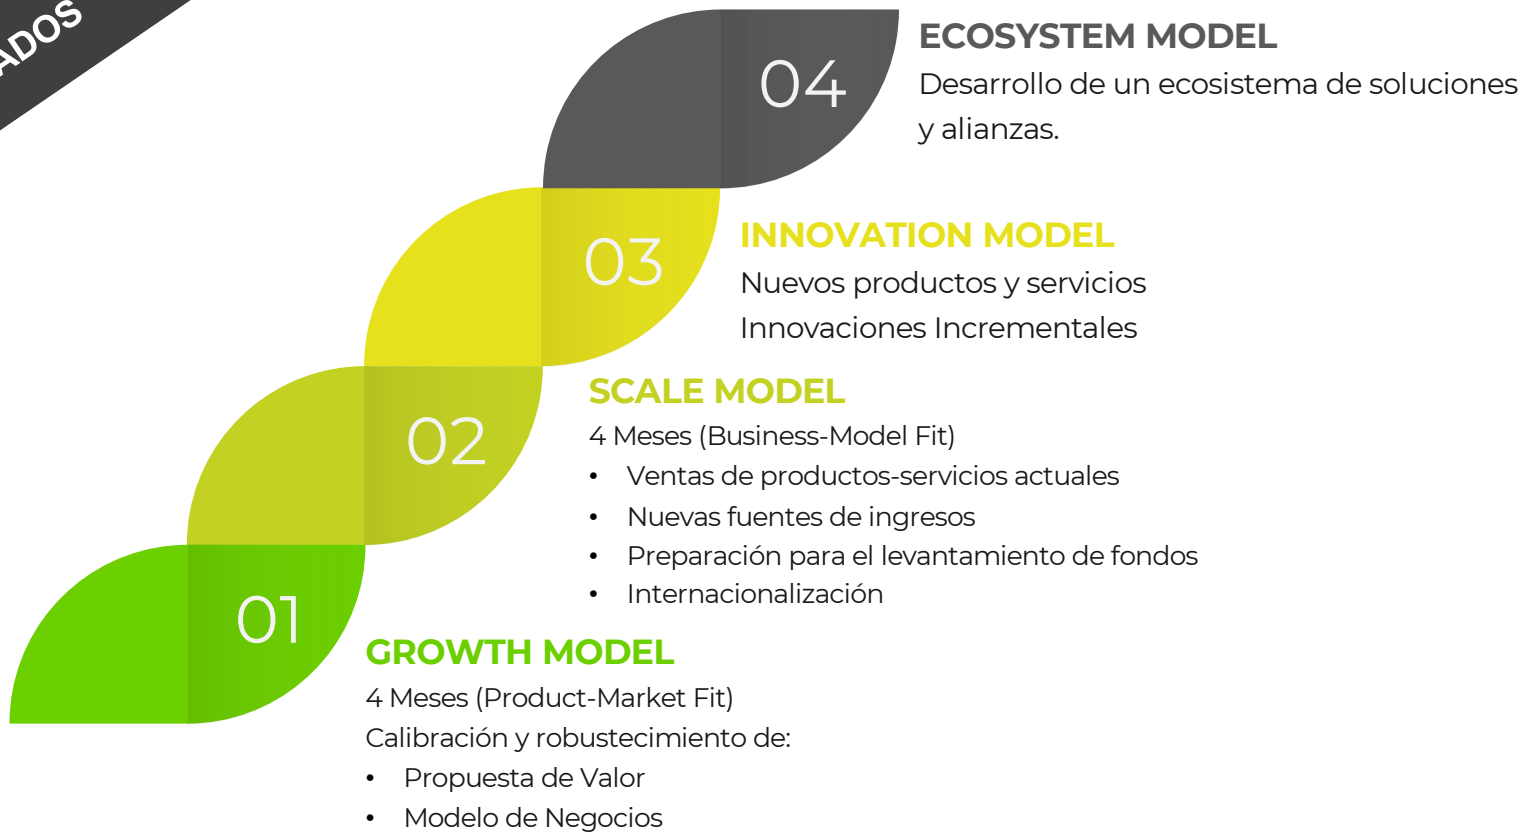 04
ECOSYSTEM MODEL
Desarrollo de un ecosistema de soluciones
y alianzas.
03
INNOVATION MODEL
Nuevos productos y servicios
Innovaciones Incrementales
02
SCALE MODEL
4 Meses (Business-Model Fit)
• Ventas de productos-servicios actuales
• Nuevas fuentes de ingresos
• Preparación para el levantamiento de fondos
• Internacionalización
01
GROWTH MODEL
4 Meses (Product-Market Fit)
Calibración y robustecimiento de:
• Propuesta de Valor
• Modelo de Negocios